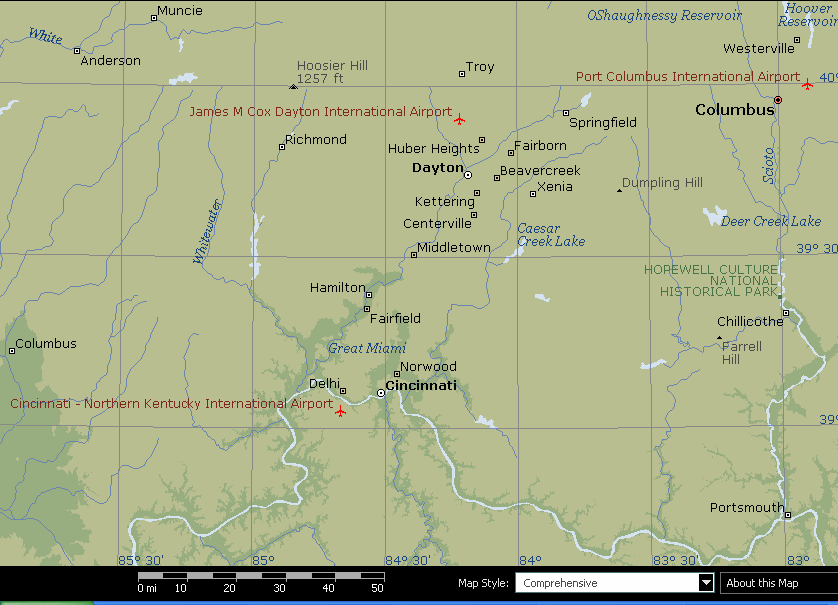 Muncie
OShaughnessy Reservoir
Hoover
Reservoir
White
Anderson
Westerville
Hoosier Hill
1257 ft
Troy
Port Columbus International Airport
40°
Columbus
James M Cox Dayton International Airport
Springfield
Richmond
Huber Heights
Fairborn
Dayton
Beavercreek
Xenia
Scioto
Dumpling Hill
Kettering
Centerville
Whitewater
Caesar
Creek Lake
Deer Creek Lake
Middletown
39° 30
HOPEWELL CULTURE
NATIONAL
HISTORICAL PARK
Hamilton
Fairfield
Chillicothe
Columbus
Great Miami
Farrell
Hill
Norwood
Delhi
Cincinnati
Cincinnati - Northern Kentucky International Airport
39°
Portsmouth
85° 30'
85°
84° 30'
84°
83° 30'
83°
0 mi 10 20 30 40 50
Map Style: Comprehensive About this Map